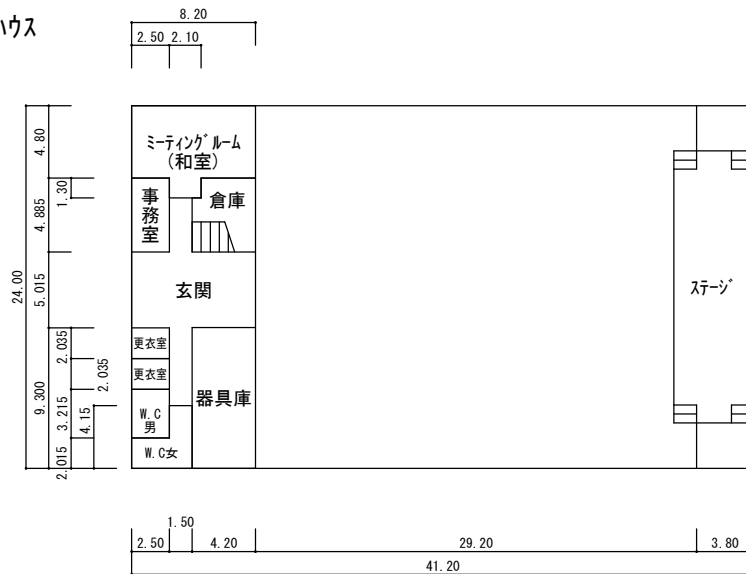 ハウス
8.20
2.50 2.10
4.80
1.30
4.885
24.00
5.015
2.035
2.035
9.300
3.215
4.15
2.015
ミーティングルーム
(和室)
事務室
倉庫
玄関
ステージ
更衣室
更衣室
器具庫
W.C
男
W.C女
1.50
2.50 4.20 29.20 3.80
41.20